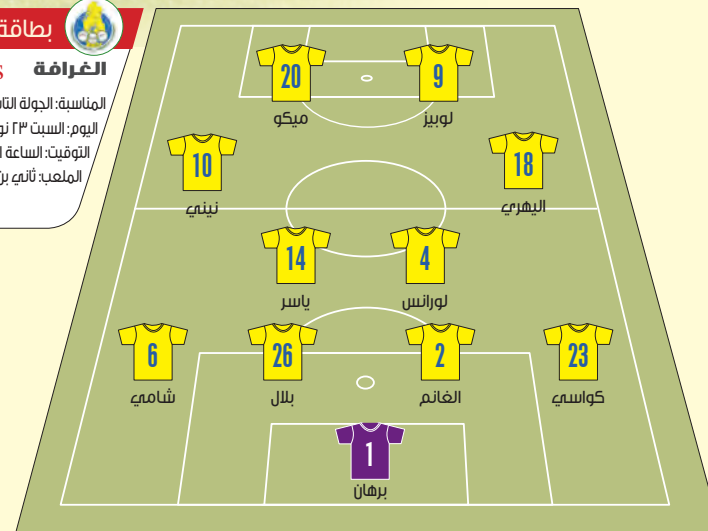 بطاقة
الغرافة
المناسبة: الجولة
اليوم: السبت ٢٣
التوقيت: الساعة
الملعب: ثاني بن
20
9
ميكو
لوبيز
10
18
نيني
اليهري
14
4
ياسر
لورانس
6
26
2
23
شامي
بلال
الغانم
كواسي
1
برهان